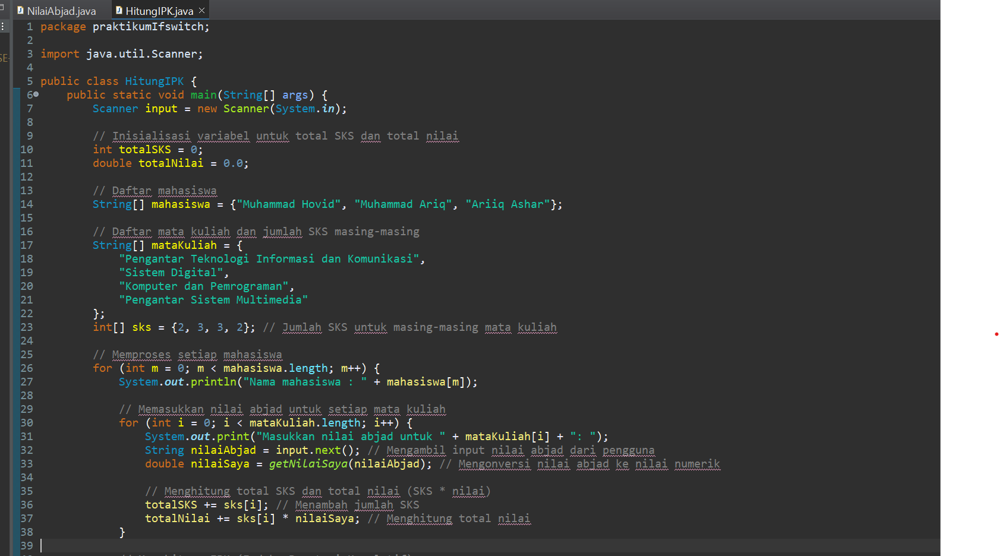 NilaiAbjad.java HitungIPK.java
1 package praktikumIfswitch;
2
3 import java.util.Scanner;
4
5 public class HitungIPK {
6 public static void main(String[] args) {
7 Scanner input = new Scanner(System.in);
8
9 // Inisialisasi variabel untuk total SKS dan total nilai
10 int totalSKS = 0;
11 double totalNilai = 0.0;
12
13 // Daftar mahasiswa
14 String[] mahasiswa = {"Muhammad Hovid", "Muhammad Ariq", "Ariiq Ashar"};
15
16 // Daftar mata kuliah dan jumlah SKS masing-masing
17 String[] mataKuliah = {
18 "Pengantar Teknologi Informasi dan Komunikasi",
19 "Sistem Digital",
20 "Komputer dan Pemrograman",
21 "Pengantar Sistem Multimedia"
22 };
23 int[] sks = {2, 3, 3, 2}; // Jumlah SKS untuk masing-masing mata kuliah
24
25 // Memproses setiap mahasiswa
26 for (int m = 0; m < mahasiswa.length; m++) {
27 System.out.println("Nama mahasiswa : " + mahasiswa[m]);
28
29 // Memasukkan nilai abjad untuk setiap mata kuliah
30 for (int i = 0; i < mataKuliah.length; i++) {
31 System.out.print("Masukkan nilai abjad untuk " + mataKuliah[i] + ": ");
32 String nilaiAbjad = input.next(); // Mengambil input nilai abjad dari pengguna
33 double nilaiSaya = getNilaiSaya(nilaiAbjad); // Mengonversi nilai abjad ke nilai numerik
34
35 // Menghitung total SKS dan total nilai (SKS * nilai)
36 totalSKS += sks[i]; // Menambah jumlah SKS
37 totalNilai += sks[i] * nilaiSaya; // Menghitung total nilai
38 }
39